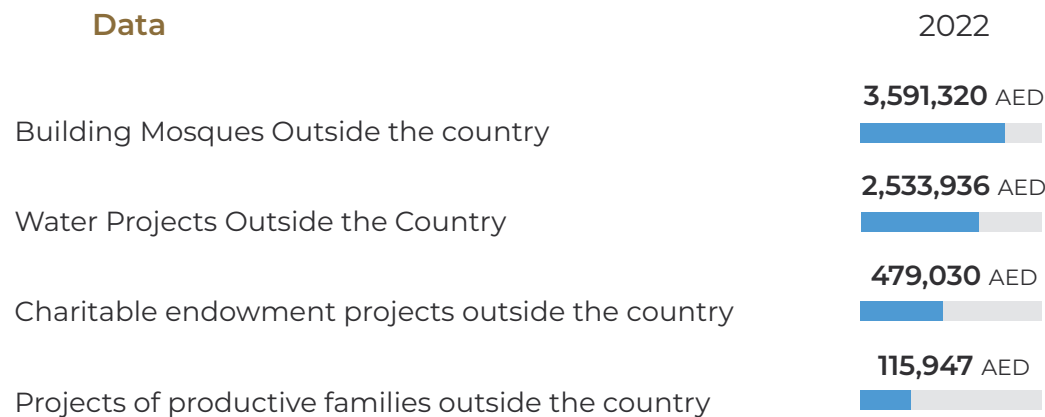 Data 2022
3,591,320 AED
Building Mosques Outside the country
2,533,936 AED
Water Projects Outside the Country
479,030 AED
Charitable endowment projects outside the country
115,947 AED
Projects of productive families outside the country